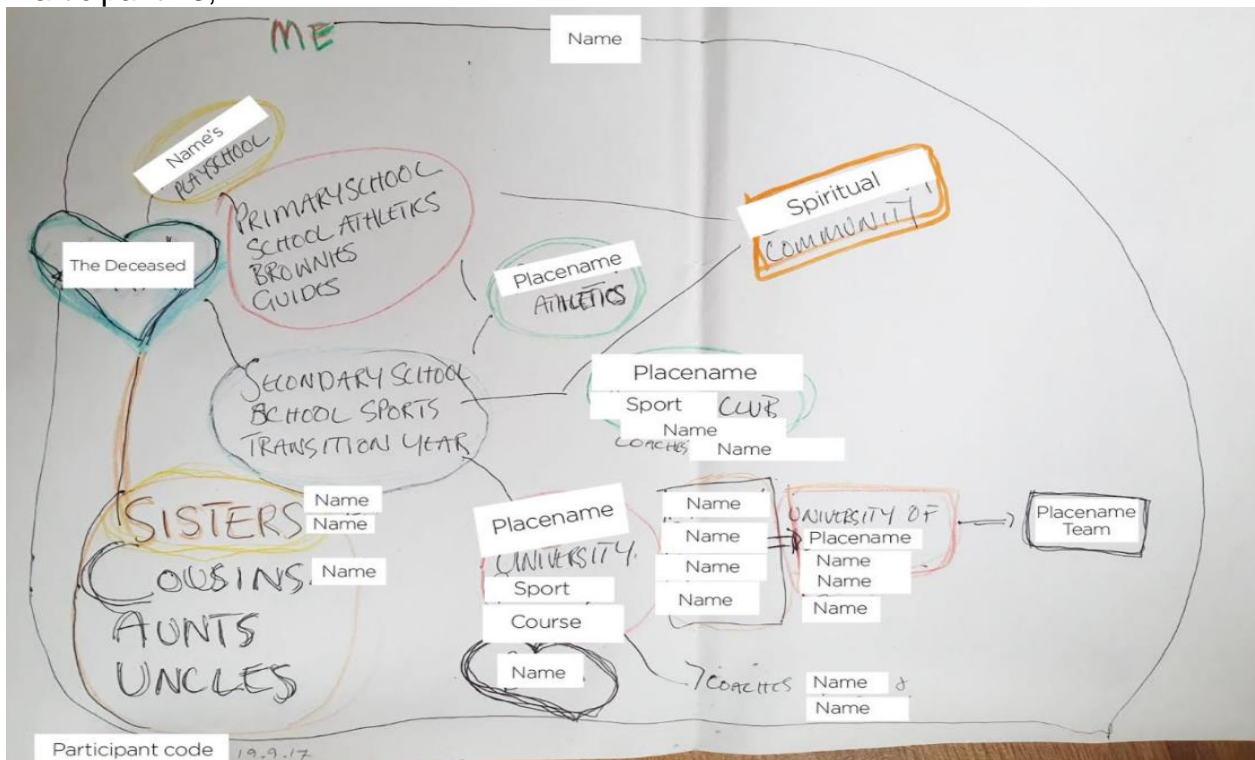 ME
Name
Name's
PLAYSCHOOL
PRIMARY SCHOOL
SCHOOL ATHLETICS
BROWNIES
GUIDES
Spiritual
COMMUNITY
The Deceased
Placename
ATHLETICS
SECONDARY SCHOOL
SCHOOL SPORTS
TRANSITION YEAR
Placename
Sport CLUB
Name
COACHES Name
SISTERS Name
Name
COUSINS Name
AUNTS
UNCLES
Placename
UNIVERSITY.
Sport
Course
Name
Name
Name
Name
Name
UNIVERSITY OF
Placename
Name
Name
Name
Placename
Team
COACHES Name &
Name
Participant code 19.9.17